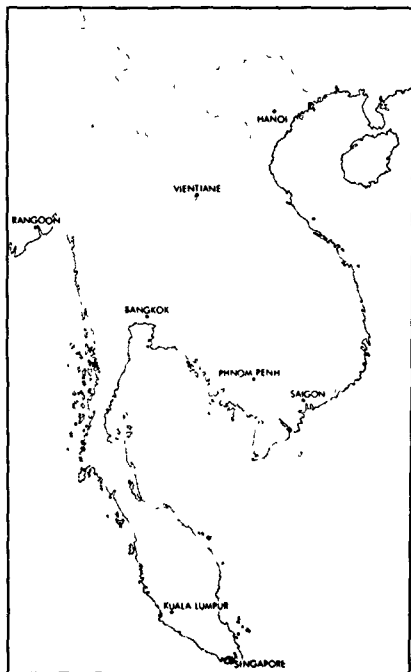 HANOI
VIENTIANE
RANGOON
BANGKOK
PHNOM PENH
SAIGON
KUALA LUMPUR
SINGAPORE